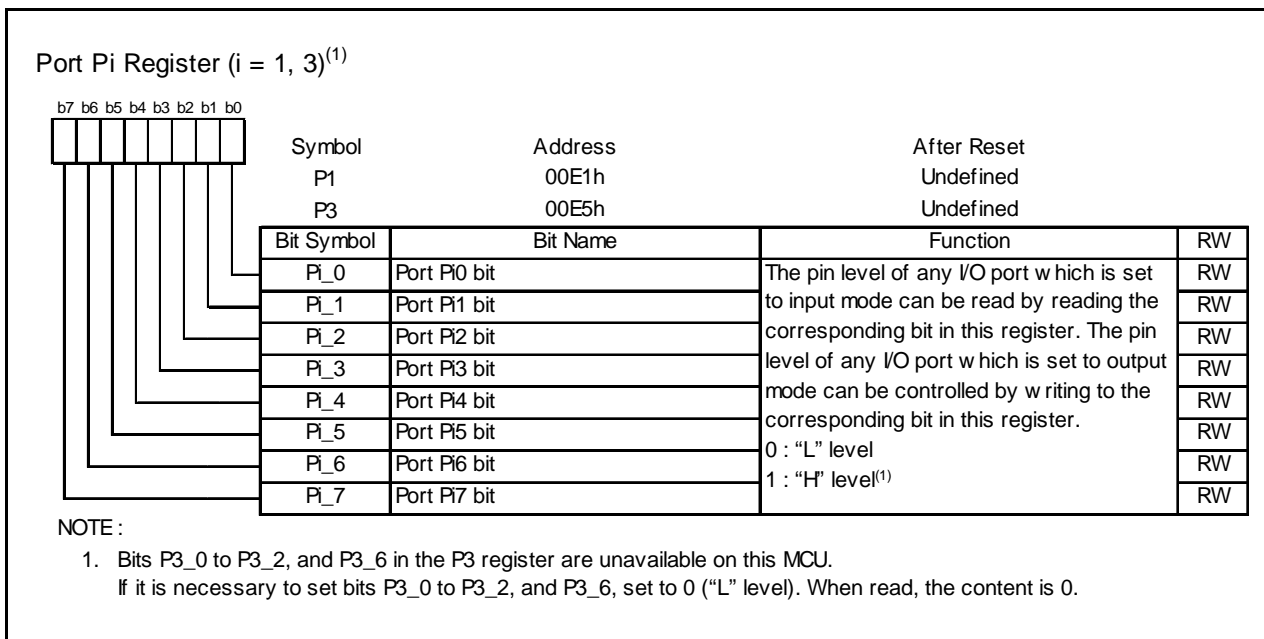 Port Pi Register (i = 1, 3)(1)
b7 b6 b5 b4 b3 b2 b1 b0
Symbol Address After Reset
P1 00E1h Undefined
P3 00E5h Undefined
Bit Symbol Bit Name Function RW
Pi_0 Port Pi0 bit The pin level of any I/O port which is set RW
Pi_1 Port Pi1 bit to input mode can be read by reading the RW
Pi_2 Port Pi2 bit corresponding bit in this register. The pin RW
Pi_3 Port Pi3 bit level of any I/O port which is set to output RW
Pi_4 Port Pi4 bit mode can be controlled by writing to the RW
Pi_5 Port Pi5 bit corresponding bit in this register. RW
Pi_6 Port Pi6 bit 0 : “L” level RW
Pi_7 Port Pi7 bit 1 : “H” level(1) RW
NOTE :
1. Bits P3_0 to P3_2, and P3_6 in the P3 register are unavailable on this MCU.
If it is necessary to set bits P3_0 to P3_2, and P3_6, set to 0 (“L” level). When read, the content is 0.